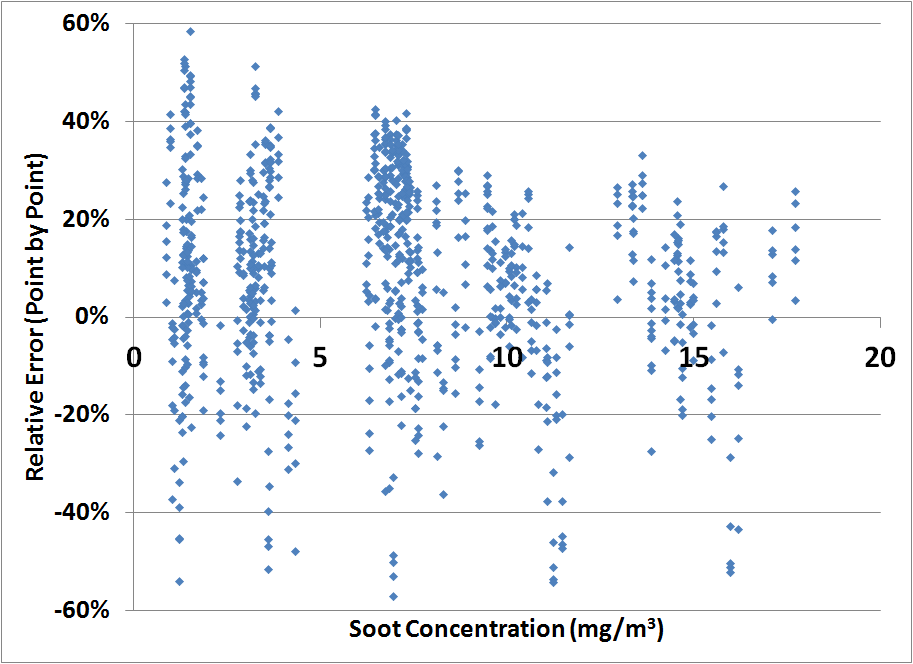 60%
40%
20%
0%
0 5 10 15 20
-20%
-40%
-60%
Relative Error (Point by Point)
Soot Concentration (mg/m³)